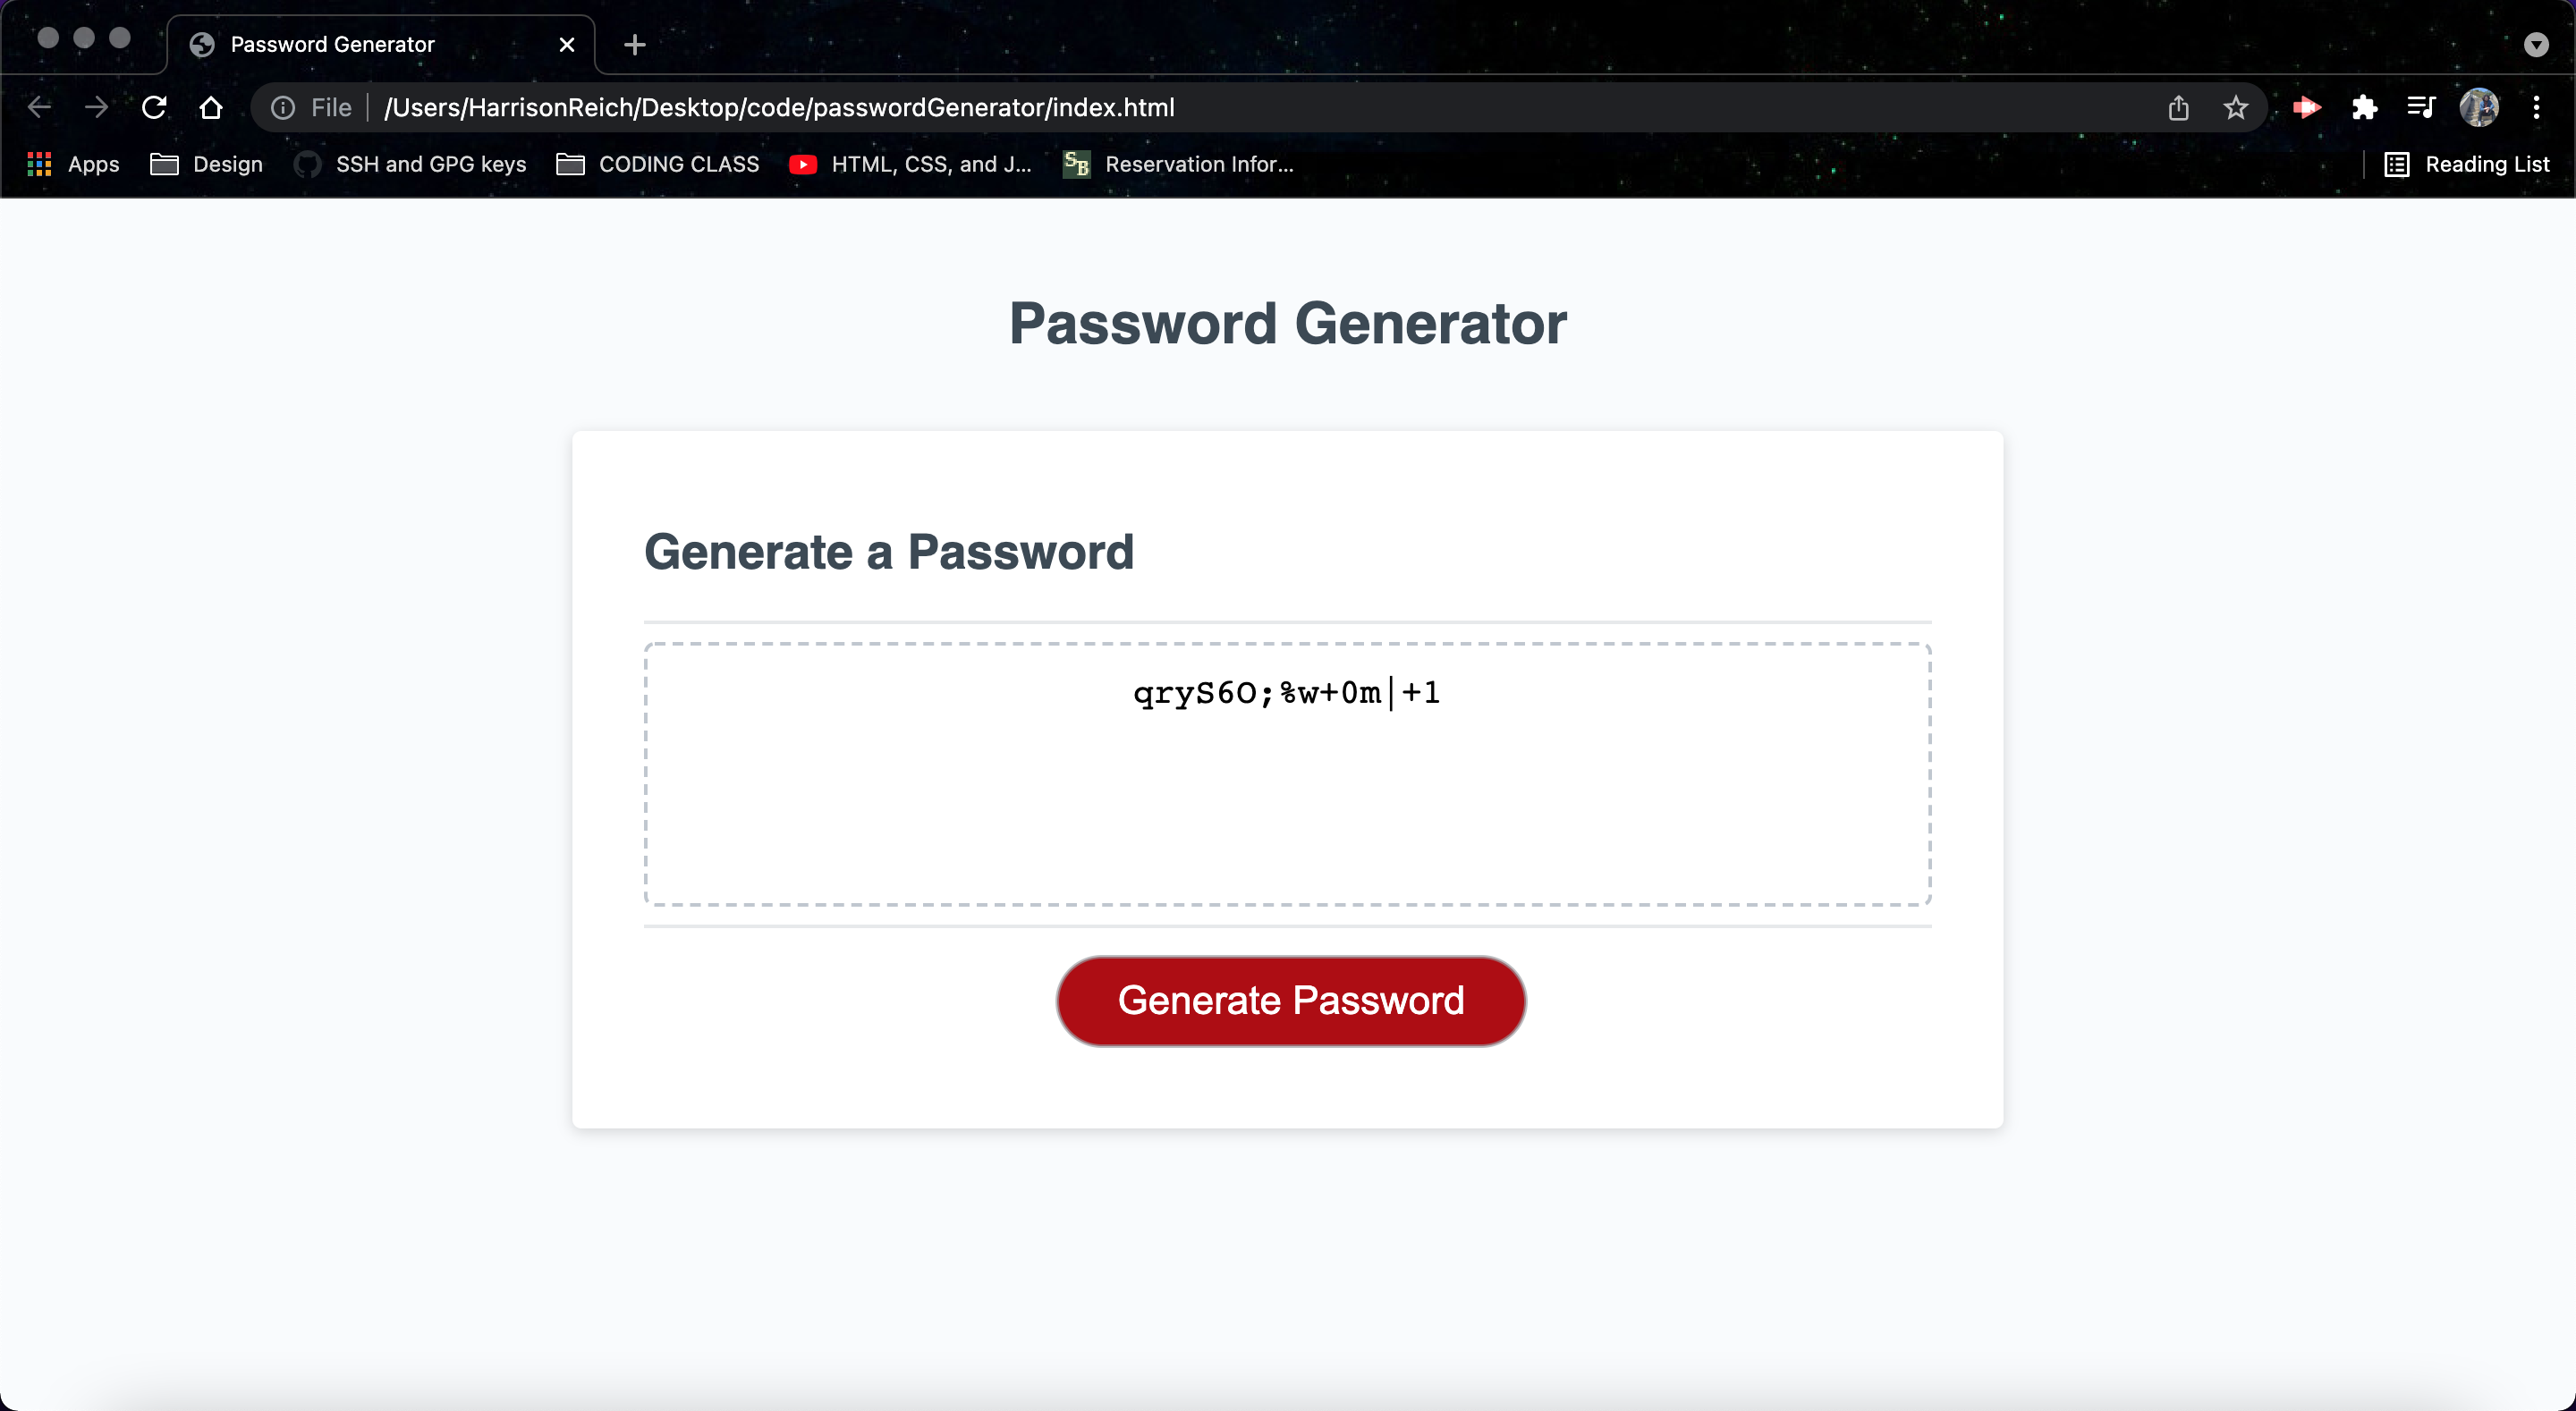 Password Generator
File /Users/HarrisonReich/Desktop/code/passwordGenerator/index.html
Apps Design SSH and GPG keys CODING CLASS HTML, CSS, and J... SB Reservation Infor... Reading List
Password Generator
Generate a Password
qryS6O;%w+0m|+1
Generate Password